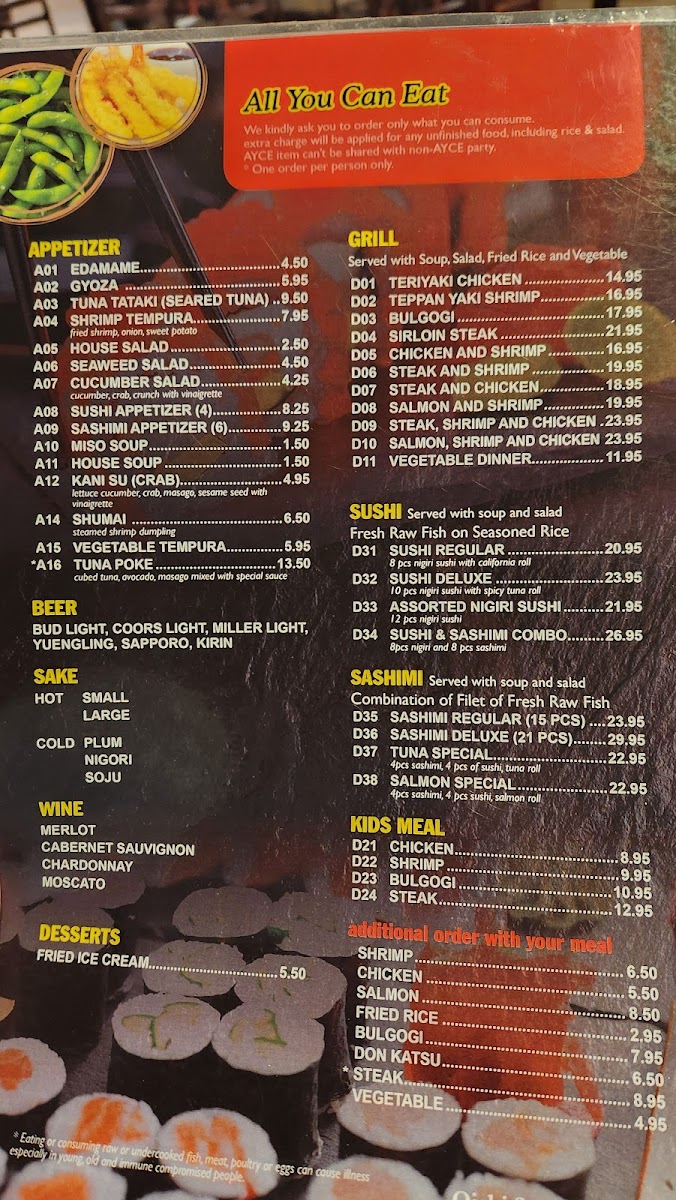 All You Can Eat
We kindly ask you to order only what you can consume.
extra charge will be applied for any unfinished food, including rice & salad.
AYCE item can't be shared with non-AYCE party.
* One order per person only.
APPETIZER
A01 EDAMAME 4.50
A02 GYOZA 5.95
A03 TUNA TATAKI (SEARED TUNA) 9.50
A04 SHRIMP TEMPURA 7.95
fried shrimp, onion, sweet potato
A05 HOUSE SALAD 2.50
A06 SEAWEED SALAD 4.50
A07 CUCUMBER SALAD 4.25
cucumber, crab, crunch with vinaigrette
A08 SUSHI APPETIZER (4) 8.25
A09 SASHIMI APPETIZER (6) 9.25
A10 MISO SOUP 1.50
A11 HOUSE SOUP 1.50
A12 KANI SU (CRAB) 4.95
lettuce cucumber, crab, masago, sesame seed with
vinaigrette
A14 SHUMAI 6.50
steamed shrimp dumpling
A15 VEGETABLE TEMPURA 5.95
*A16 TUNA POKE 13.50
cubed tuna, avocado, masago mixed with special sauce
BEER
BUD LIGHT, COORS LIGHT, MILLER LIGHT,
YUENGLING, SAPPORO, KIRIN
SAKE
HOT SMALL
LARGE
COLD PLUM
NIGORI
SOJU
WINE
MERLOT
CABERNET SAUVIGNON
CHARDONNAY
MOSCATO
DESSERTS
FRIED ICE CREAM 5.50
GRILL
Served with Soup, Salad, Fried Rice and Vegetable
D01 TERIYAKI CHICKEN 14.95
D02 TEPPAN YAKI SHRIMP 16.95
D03 BULGOGI 17.95
D04 SIRLOIN STEAK 21.95
D05 CHICKEN AND SHRIMP 16.95
D06 STEAK AND SHRIMP 19.95
D07 STEAK AND CHICKEN 18.95
D08 SALMON AND SHRIMP 19.95
D09 STEAK, SHRIMP AND CHICKEN 23.95
D10 SALMON, SHRIMP AND CHICKEN 23.95
D11 VEGETABLE DINNER 11.95
SUSHI Served with soup and salad
Fresh Raw Fish on Seasoned Rice
D31 SUSHI REGULAR 20.95
8 pcs nigiri sushi with california roll
D32 SUSHI DELUXE 23.95
10 pcs nigiri sushi with spicy tuna roll
D33 ASSORTED NIGIRI SUSHI 21.95
12 pcs nigiri sushi
D34 SUSHI & SASHIMI COMBO 26.95
8pcs nigiri and 8 pcs sashimi
SASHIMI Served with soup and salad
Combination of Filet of Fresh Raw Fish
D35 SASHIMI REGULAR (15 PCS) 23.95
D36 SASHIMI DELUXE (21 PCS) 29.95
D37 TUNA SPECIAL 22.95
4pcs sashimi, 4 pcs of sushi, tuna roll
D38 SALMON SPECIAL 22.95
4pcs sashimi, 4 pcs sushi, salmon roll
KIDS MEAL
D21 CHICKEN 8.95
D22 SHRIMP 9.95
D23 BULGOGI 10.95
D24 STEAK 12.95
additional order with your meal
SHRIMP 6.50
CHICKEN 5.50
SALMON 8.50
FRIED RICE 2.95
BULGOGI 7.95
DON KATSU 6.50
* STEAK 8.95
VEGETABLE 4.95
* Eating or consuming raw or undercooked fish, meat, poultry or eggs can cause illness
especially in young, old and immune compromised people.